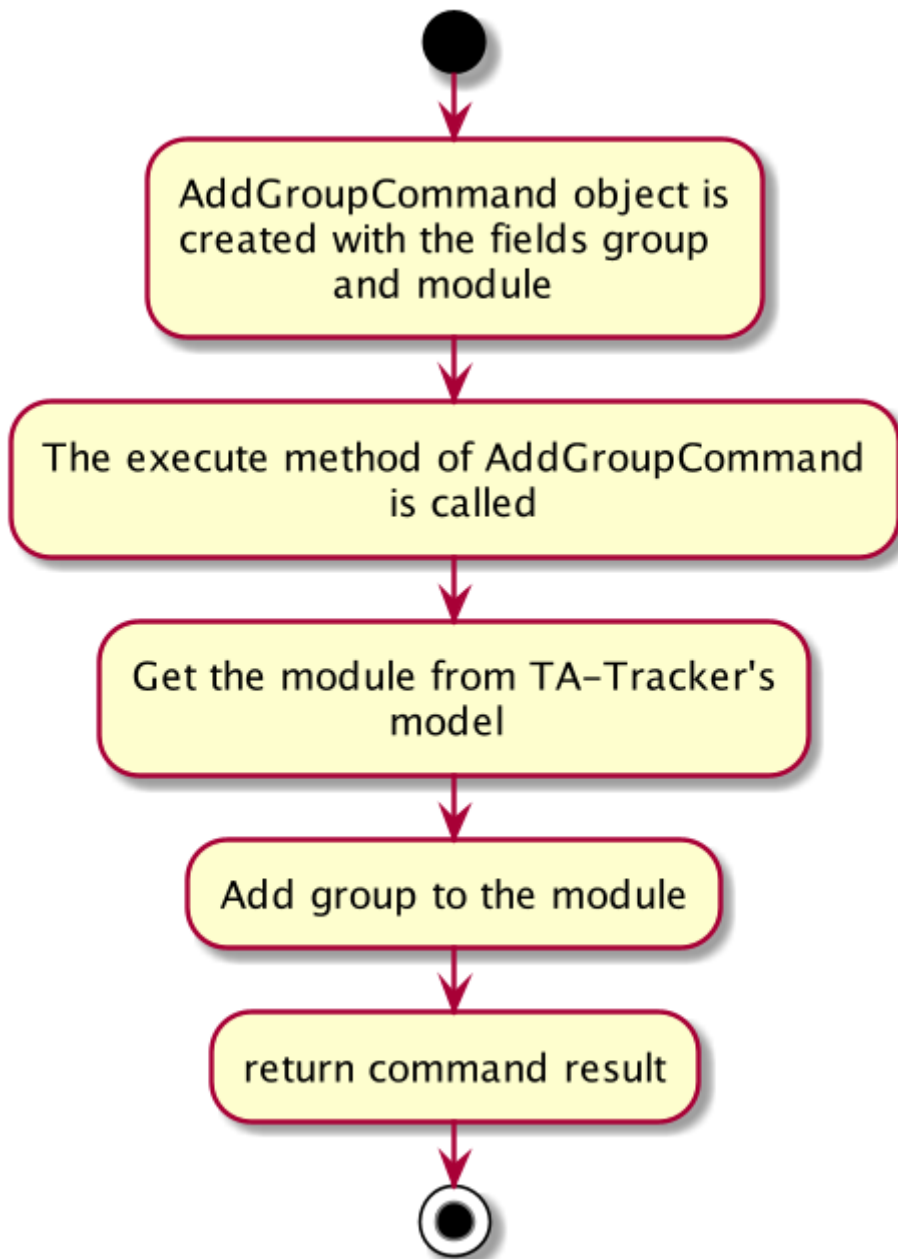 AddGroupCommand object is
created with the fields group
and module
The execute method of AddGroupCommand
is called
Get the module from TA-Tracker's
model
Add group to the module
return command result